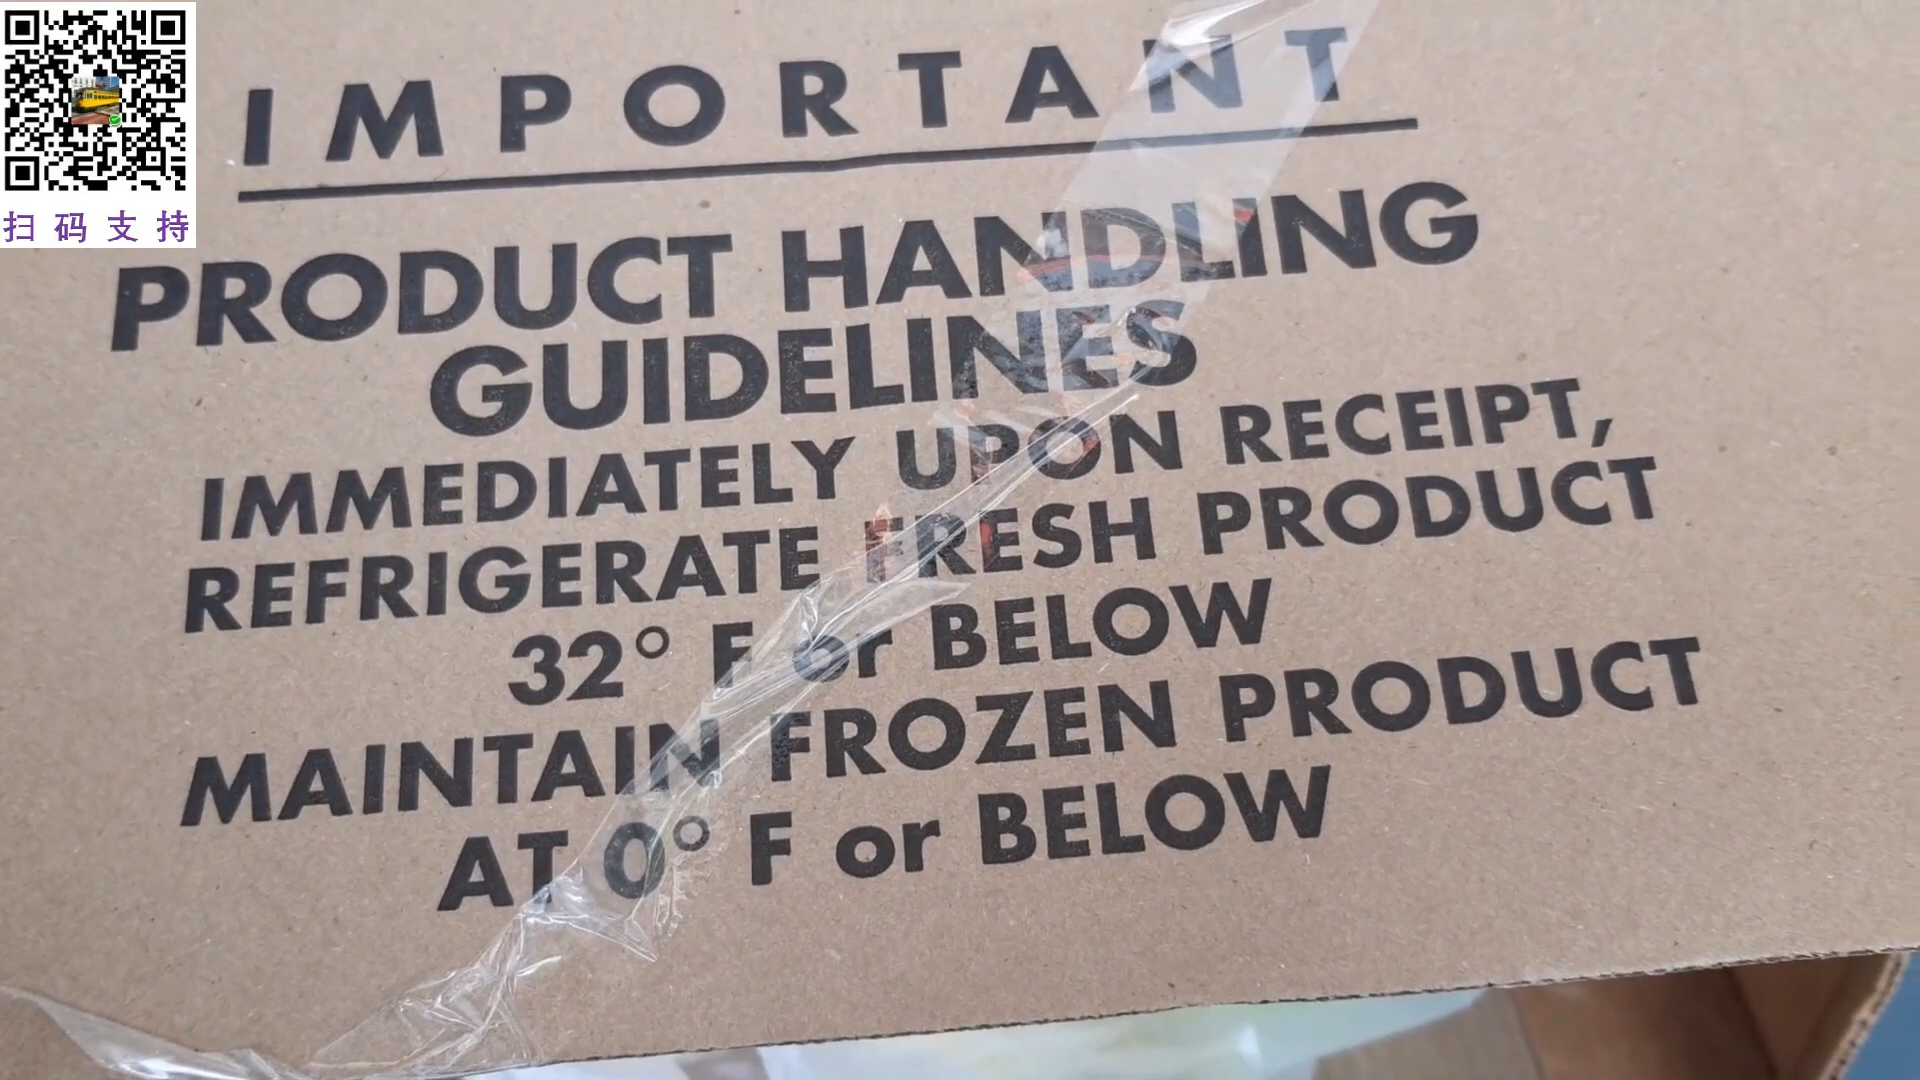 扫码支持
I M P O R T A N T
PRODUCT HANDLING
GUIDELINES
IMMEDIATELY UPON RECEIPT,
REFRIGERATE FRESH PRODUCT
32° F or BELOW
MAINTAIN FROZEN PRODUCT
AT 0° F or BELOW